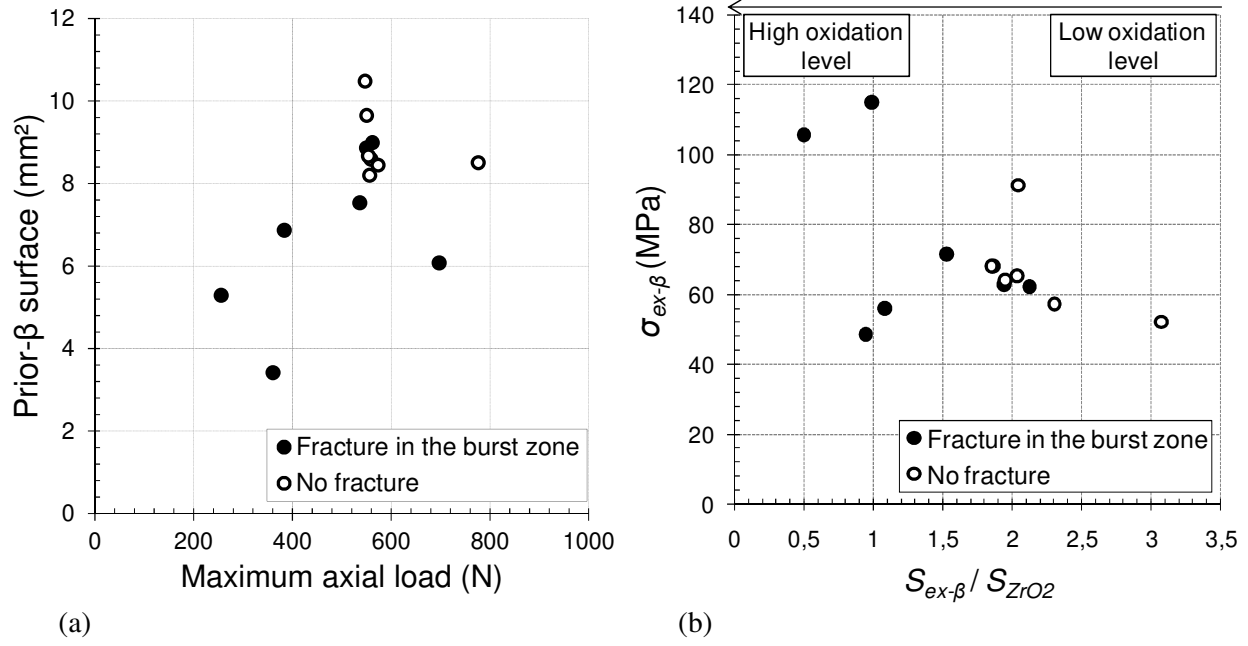 12
10
8
6
4
2
0
Prior-β surface (mm²)
Fracture in the burst zone
No fracture
0 200 400 600 800 1000
Maximum axial load (N)
(a)
140
120
100
80
60
40
20
0
σex-β (MPa)
High oxidation
level
Low oxidation
level
Fracture in the burst zone
No fracture
0 0,5 1 1,5 2 2,5 3 3,5
Sex-β / SZrO2
(b)